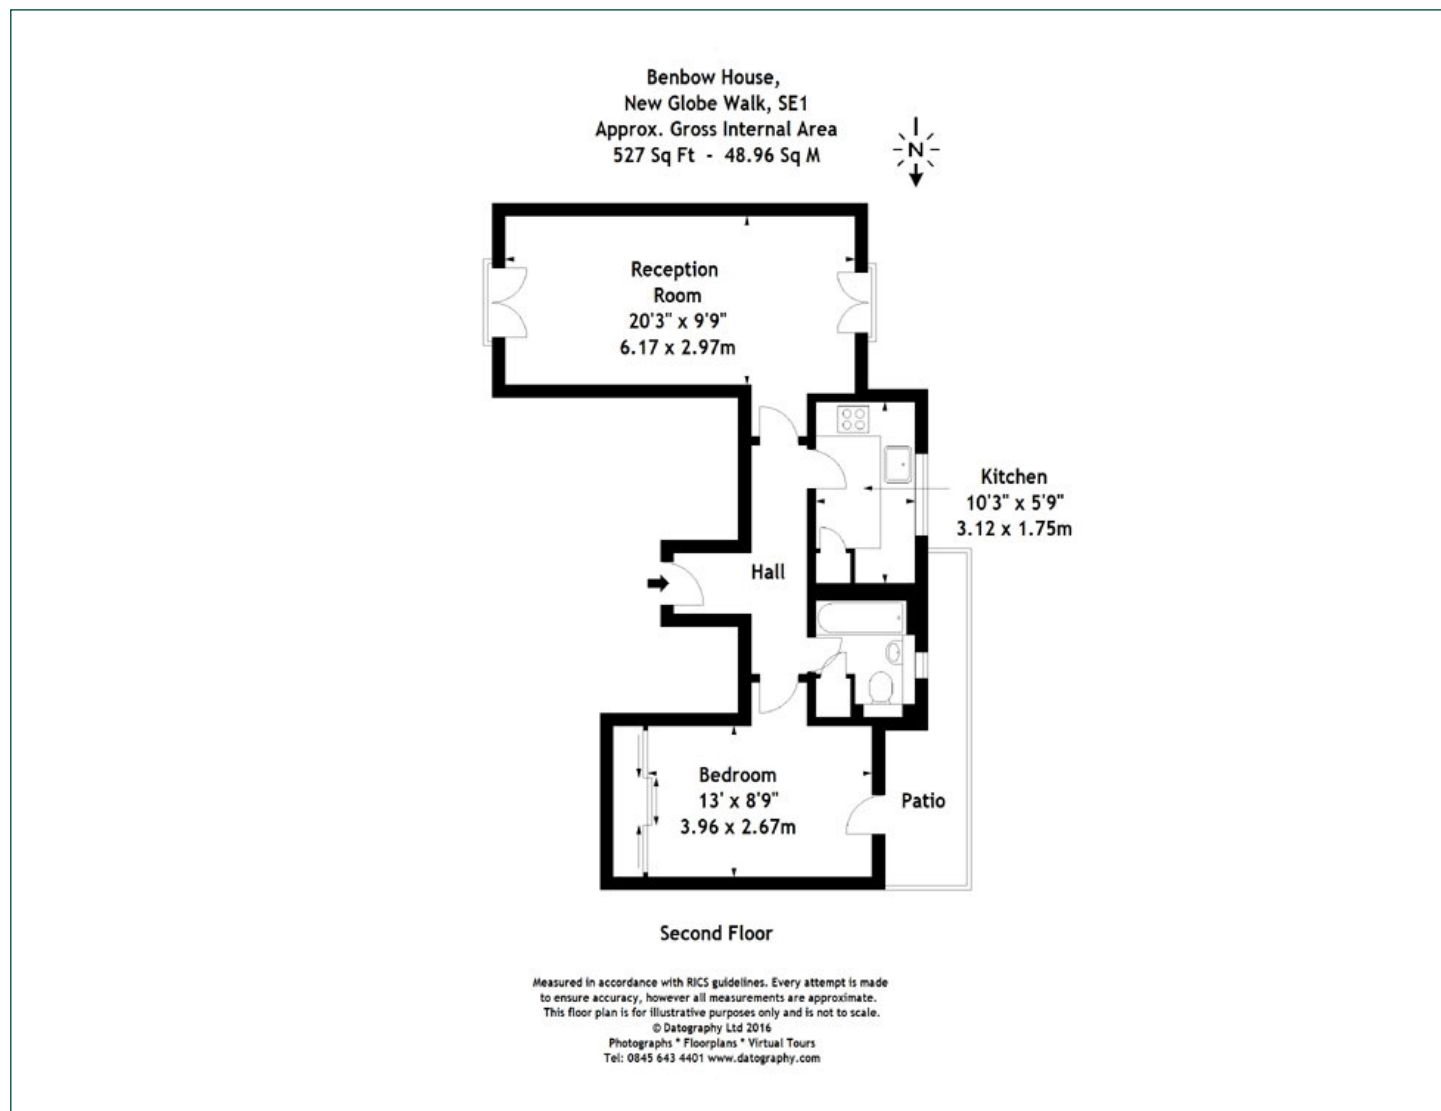 Benbow House,
New Globe Walk, SE1
Approx. Gross Internal Area
527 Sq Ft - 48.96 Sq M
N
Reception
Room
20'3" x 9'9"
6.17 x 2.97m
Kitchen
10'3" x 5'9"
3.12 x 1.75m
Hall
Bedroom
13' x 8'9"
3.96 x 2.67m
Patio
Second Floor
Measured in accordance with RICS guidelines. Every attempt is made
to ensure accuracy, however all measurements are approximate.
This floor plan is for illustrative purposes only and is not to scale.
© Datography Ltd 2016
Photographs * Floorplans * Virtual Tours
Tel: 0845 643 4401 www.datography.com